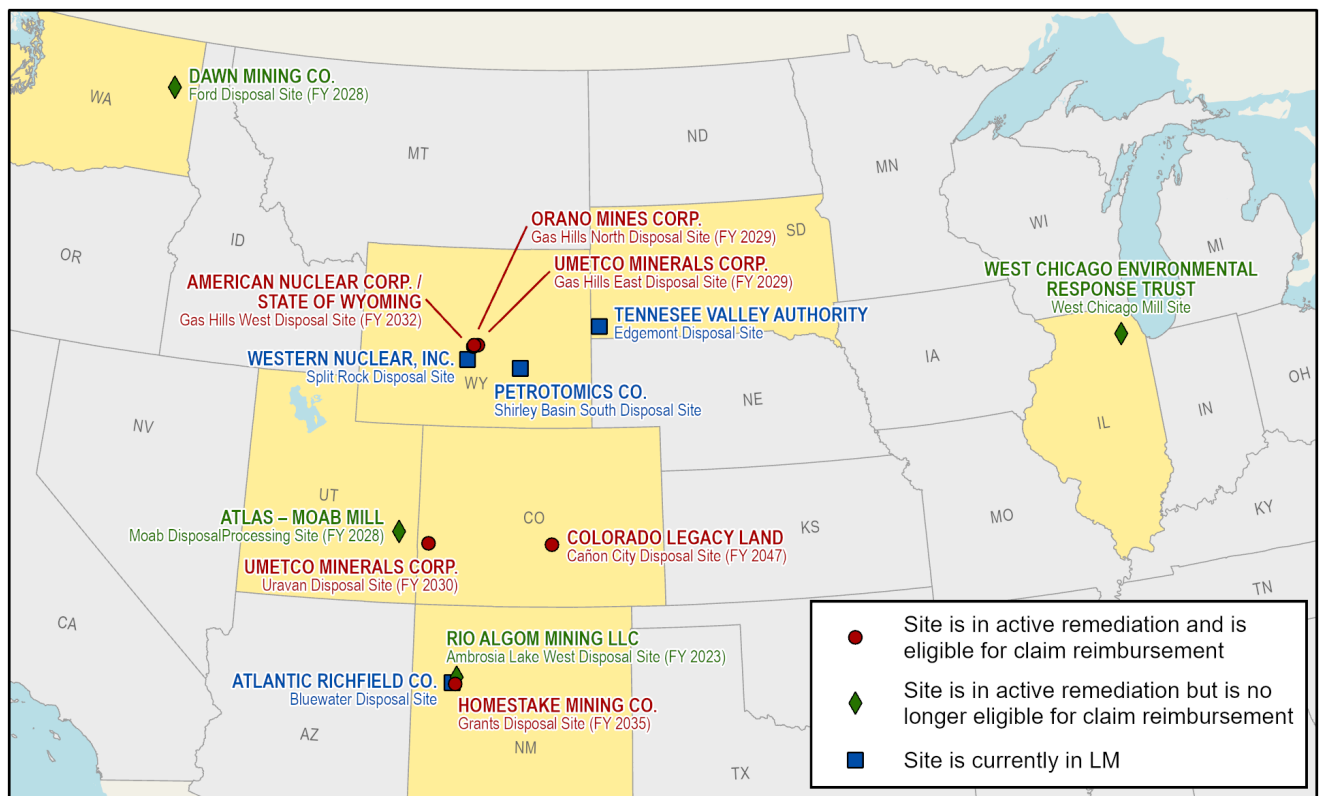 DAWN MINING CO.
Ford Disposal Site (FY 2028)
WA
MT
ND
MN
OR
ID
SD
WI
MI
ORANO MINES CORP.
Gas Hills North Disposal Site (FY 2029)
UMETCO MINERALS CORP.
Gas Hills East Disposal Site (FY 2029)
AMERICAN NUCLEAR CORP. /
STATE OF WYOMING
Gas Hills West Disposal Site (FY 2032)
WEST CHICAGO ENVIRONMENTAL
RESPONSE TRUST
West Chicago Mill Site
TENNESEE VALLEY AUTHORITY
Edgemont Disposal Site
WESTERN NUCLEAR, INC.
Split Rock Disposal Site
WY
PETROTOMICS CO.
Shirley Basin South Disposal Site
NE
IA
IL
IN
OH
NV
UT
CO
KS
MO
KY
ATLAS – MOAB MILL
Moab DisposalProcessing Site (FY 2028)
COLORADO LEGACY LAND
Cañon City Disposal Site (FY 2047)
UMETCO MINERALS CORP.
Uravan Disposal Site (FY 2030)
TN
CA
RIO ALGOM MINING LLC
Ambrosia Lake West Disposal Site (FY 2023)
ATLANTIC RICHFIELD CO.
Bluewater Disposal Site
HOMESTAKE MINING CO.
Grants Disposal Site (FY 2035)
AZ
NM
TX
Site is in active remediation and is
eligible for claim reimbursement
Site is in active remediation but is no
longer eligible for claim reimbursement
Site is currently in LM